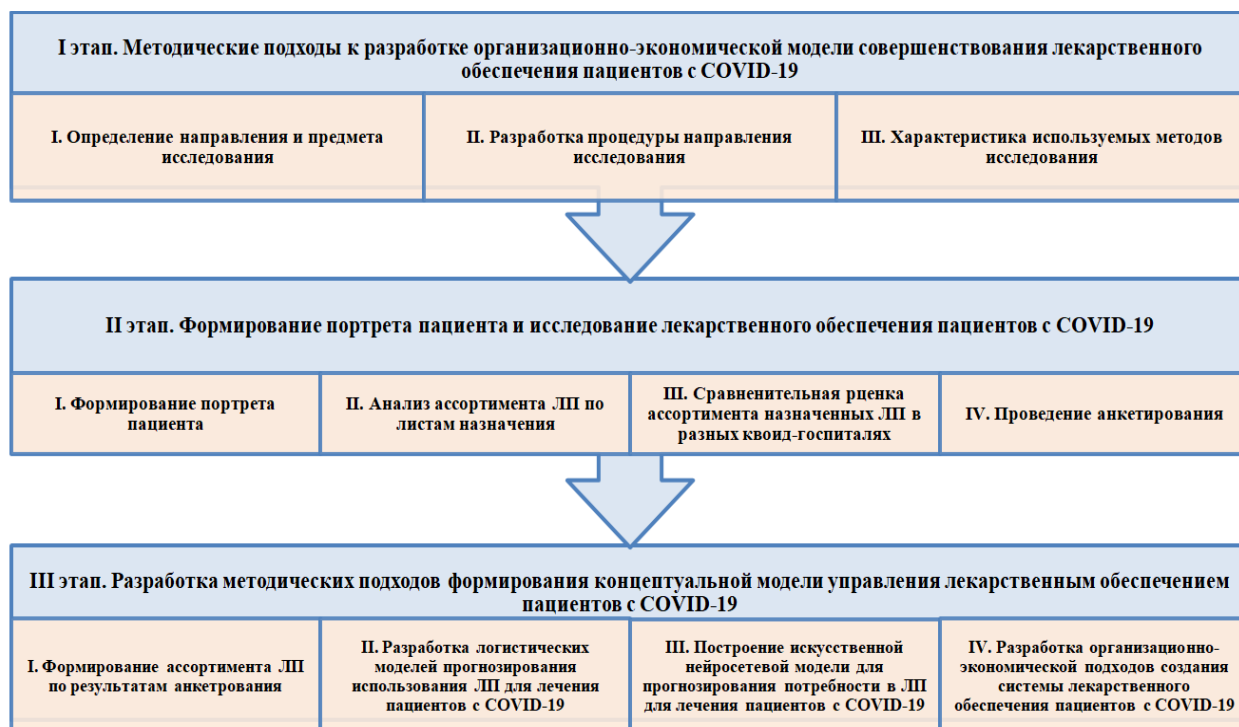 I этап. Методические подходы к разработке организационно-экономической модели совершенствования лекарственного
обеспечения пациентов с COVID-19
I. Определение направления и предмета
исследования
II. Разработка процедуры направления
исследования
III. Характеристика используемых методов
исследования
II этап. Формирование портрета пациента и исследование лекарственного обеспечения пациентов с COVID-19
I. Формирование портрета
пациента
II. Анализ ассортимента ЛП по
листам назначения
III. Сравненительная рценка
ассортимента назначенных ЛП в
разных квоид-госпиталях
IV. Проведение анкетирования
III этап. Разработка методических подходов формирования концептуальной модели управления лекарственным обеспечением
пациентов с COVID-19
I. Формирование ассортимента ЛП
по результатам анкетрования
II. Разработка логистических
моделей прогнозирования
использования ЛП для лечения
пациентов с COVID-19
III. Построение искусственной
нейросетевой модели для
прогнозирования потребности в ЛП
для лечения пациентов с COVID-19
IV. Разработка организационно-
экономической подходов создания
системы лекарственного
обеспечения пациентов с COVID-19